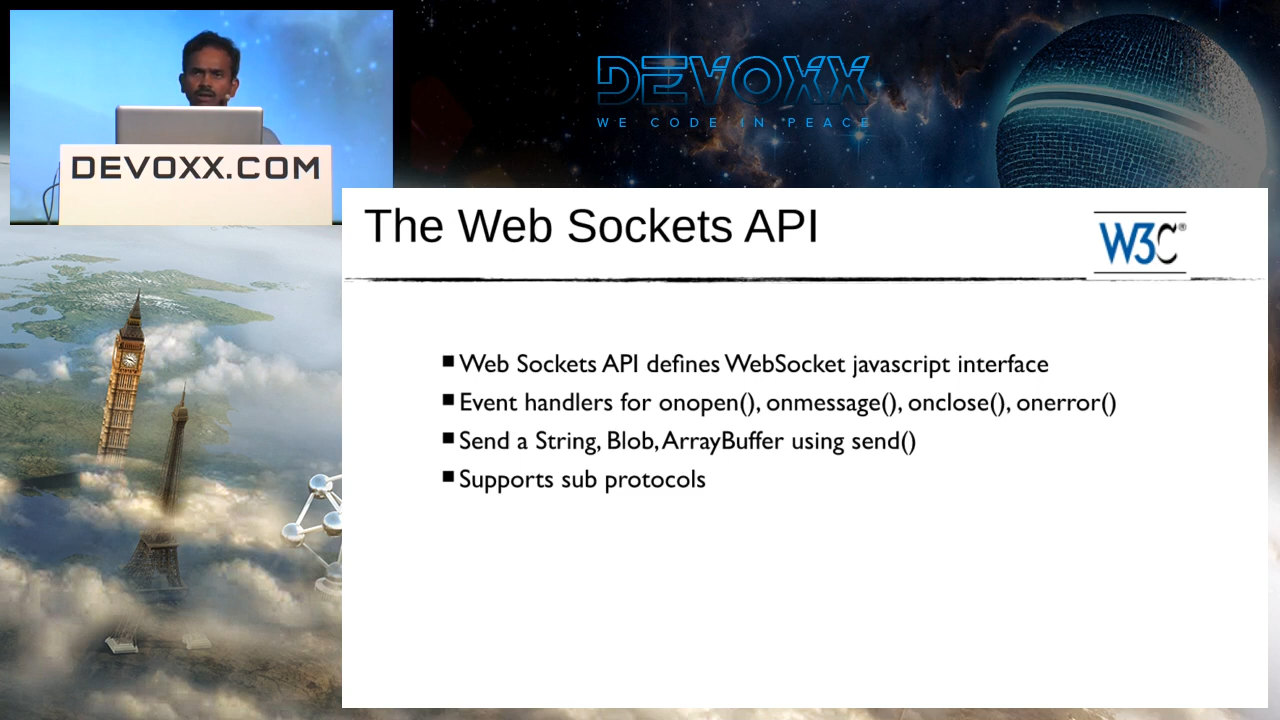 DEVOXX
WE CODE IN PEACE
DEVOXX.COM
The Web Sockets API
W3C®
Web Sockets API defines WebSocket javascript interface
Event handlers for onopen(), onmessage(), onclose(), onerror()
Send a String, Blob, ArrayBuffer using send()
Supports sub protocols